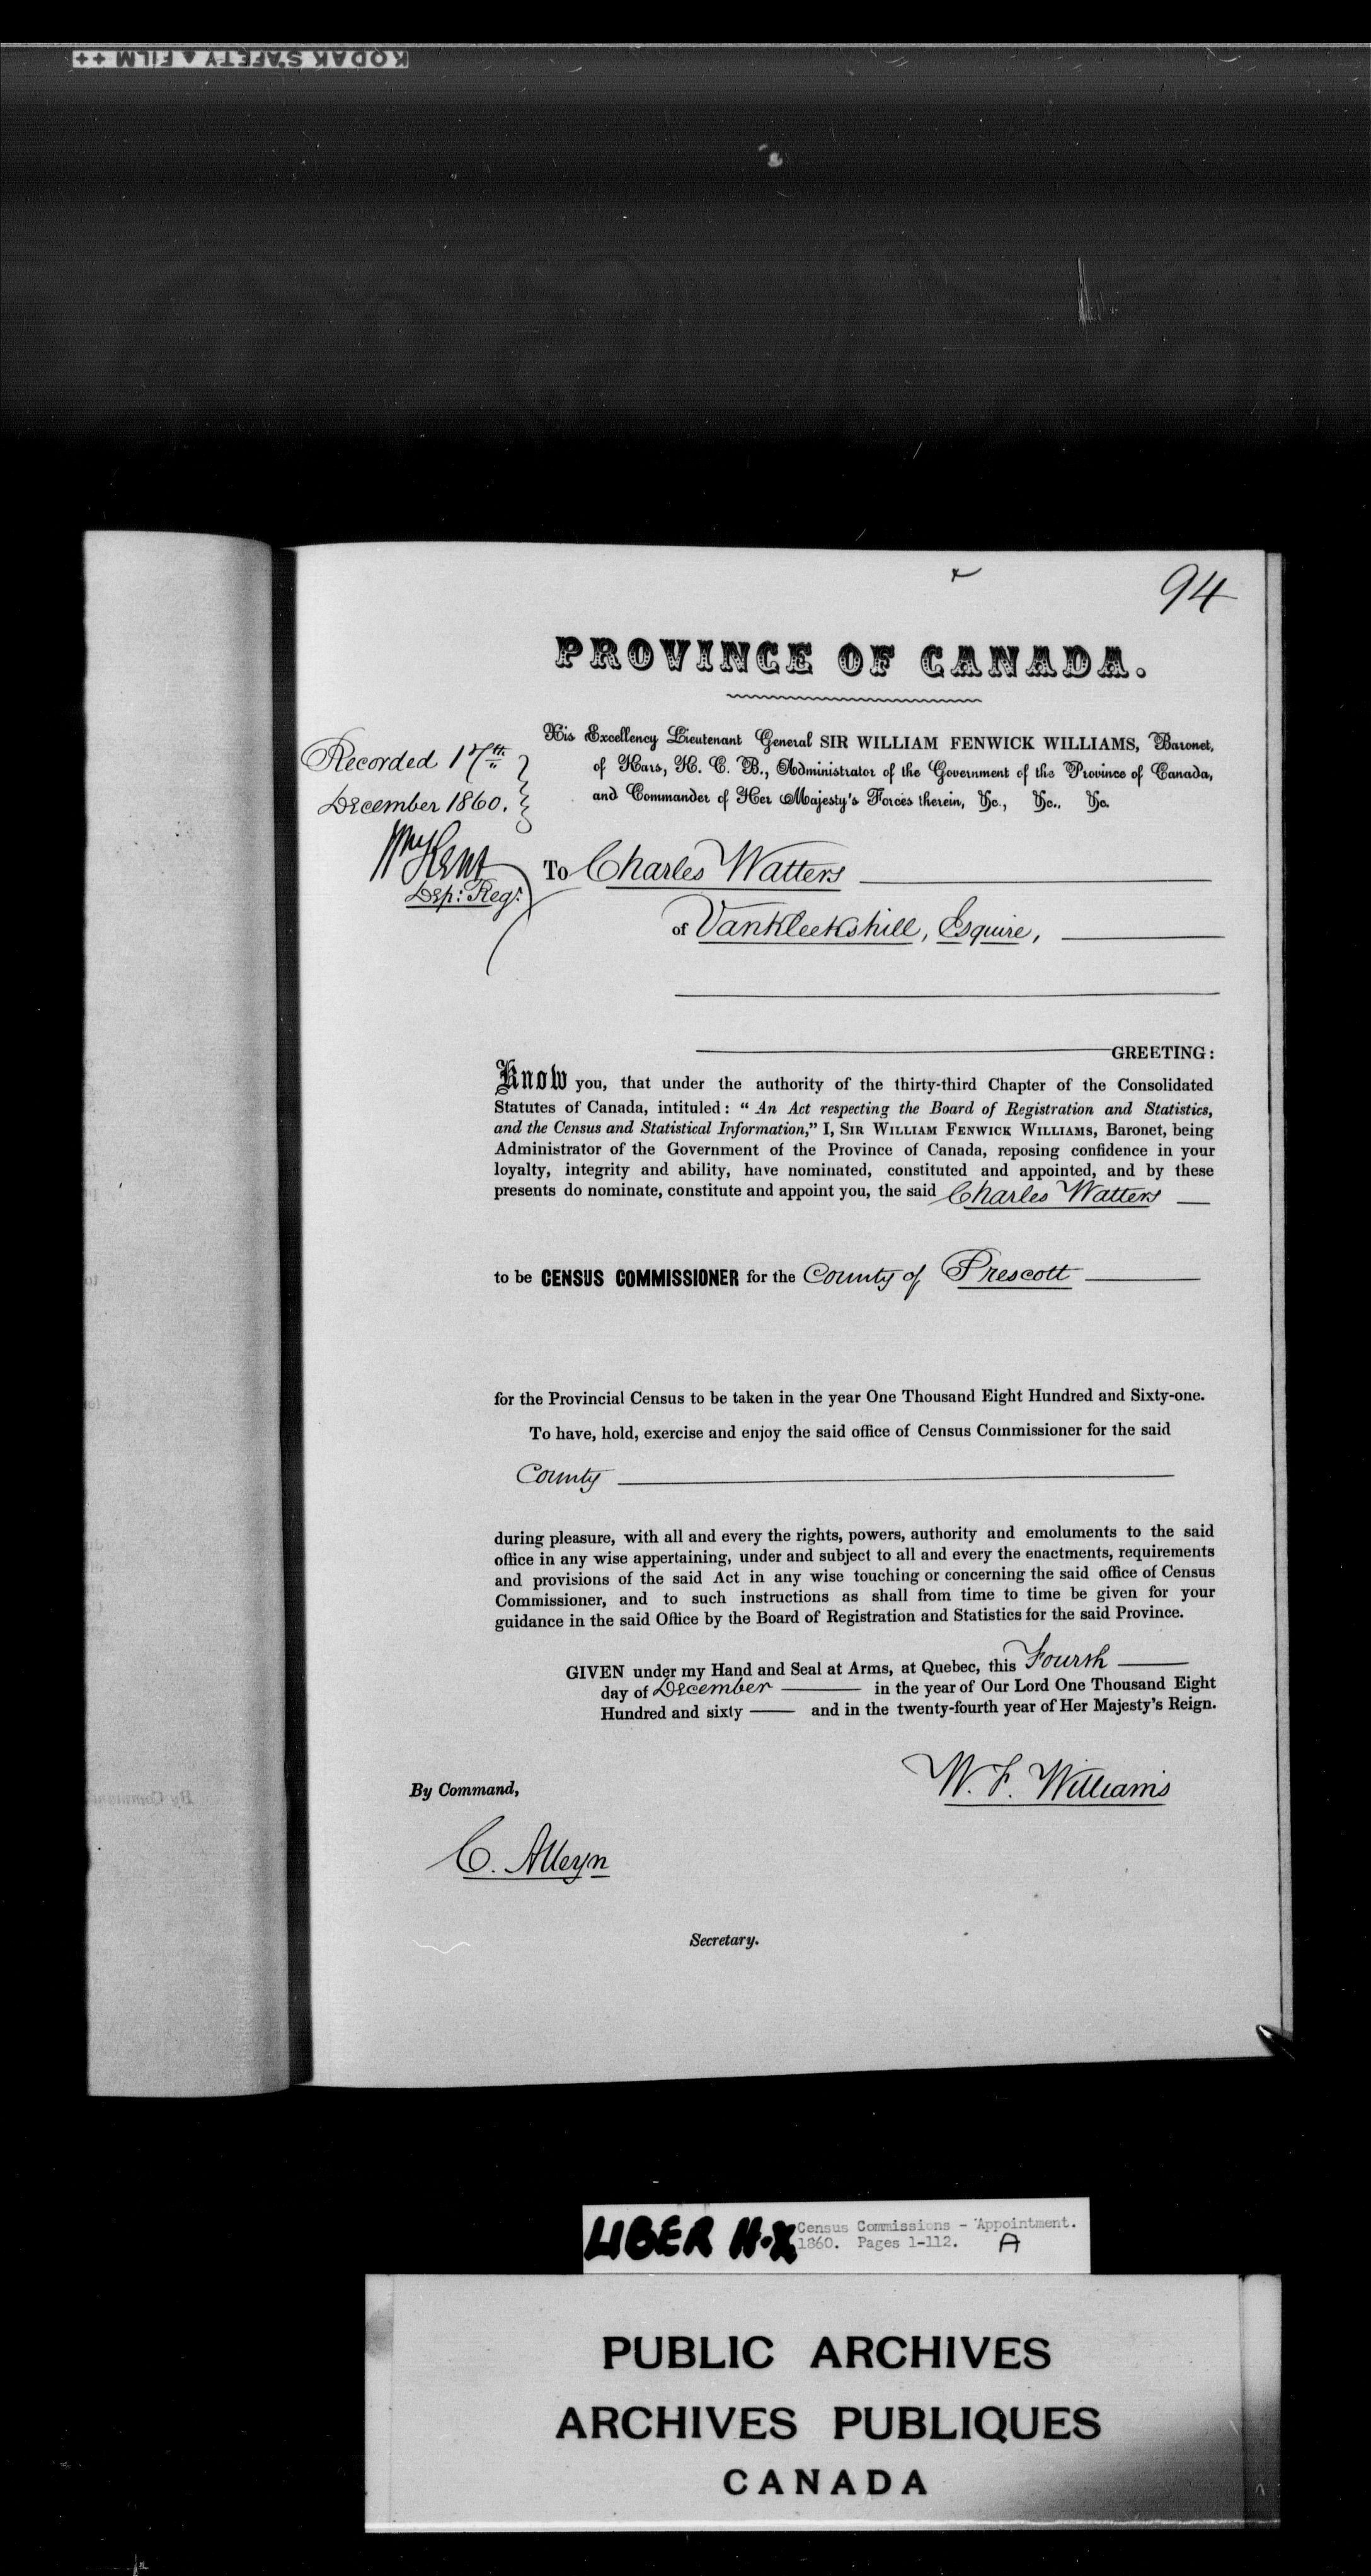 KODAK SAFETY FILM ++
94
PROVINCE OF CANADA.
His Excellency Lieutenant General SIR WILLIAM FENWICK WILLIAMS, Baronet,
of Kars, K. C. B., Administrator of the Government of the Province of Canada,
and Commander of Her Majesty's Forces therein, &c., &c., &c.
Recorded 17th
December 1860.
Wm Kent
Dep: Regr.
To Charles Watters
of Vankleekshill, Esquire,
GREETING:
Know you, that under the authority of the thirty-third Chapter of the Consolidated
Statutes of Canada, intituled: " An Act respecting the Board of Registration and Statistics,
and the Census and Statistical Information," I, SIR WILLIAM FENWICK WILLIAMS, Baronet, being
Administrator of the Government of the Province of Canada, reposing confidence in your
loyalty, integrity and ability, have nominated, constituted and appointed, and by these
presents do nominate, constitute and appoint you, the said Charles Watters
to be CENSUS COMMISSIONER for the County of Prescott
for the Provincial Census to be taken in the year One Thousand Eight Hundred and Sixty-one.
To have, hold, exercise and enjoy the said office of Census Commissioner for the said
County
during pleasure, with all and every the rights, powers, authority and emoluments to the said
office in any wise appertaining, under and subject to all and every the enactments, requirements
and provisions of the said Act in any wise touching or concerning the said office of Census
Commissioner, and to such instructions as shall from time to time be given for your
guidance in the said Office by the Board of Registration and Statistics for the said Province.
GIVEN under my Hand and Seal at Arms, at Quebec, this Fourth
day of December in the year of Our Lord One Thousand Eight
Hundred and sixty and in the twenty-fourth year of Her Majesty's Reign.
W. F. Williams
By Command,
C. Alleyn
Secretary.
LIBER H.X Census Commissions - Appointment.
1860. Pages 1-112. A
PUBLIC ARCHIVES
ARCHIVES PUBLIQUES
CANADA